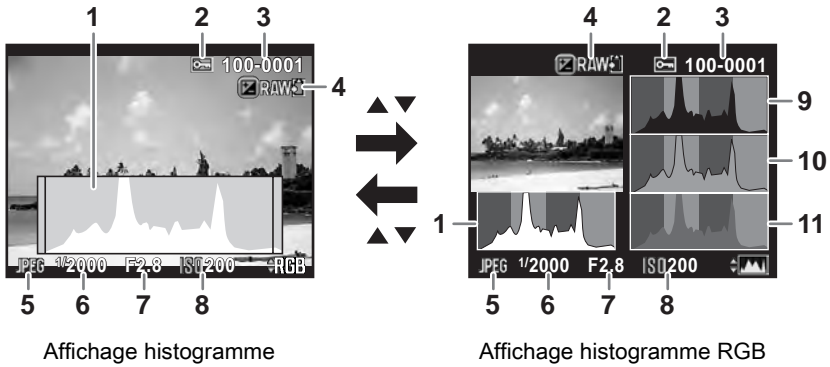 1 2 3
100-0001
RAW 4
JPEG 1/2000 F2.8 ISO200 RGB
5 6 7 8
Affichage histogramme
4 2 3
RAW 100-0001
9
10
1 11
JPEG 1/2000 F2.8 ISO200
5 6 7 8
Affichage histogramme RGB